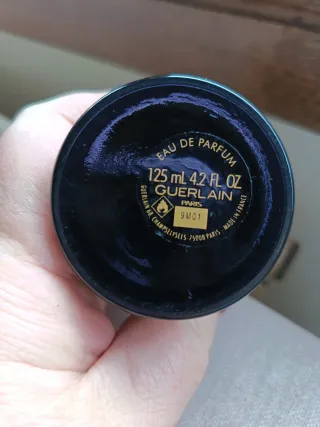 EAU DE PARFUM
125 mL 4.2 FL. OZ
GUERLAIN
PARIS
9M01
GUERLAIN 68, CHAMPS ELYSEES - 75008 PARIS - MADE IN FRANCE